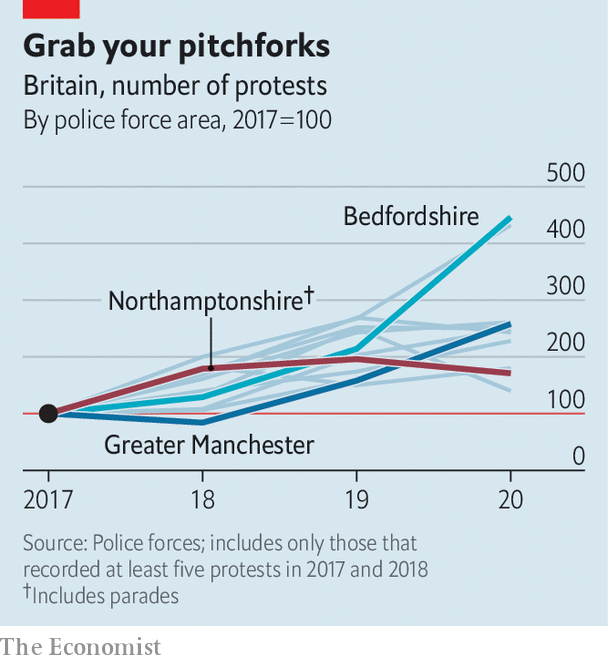 Grab your pitchforks
Britain, number of protests
By police force area, 2017=100
500
Bedfordshire
400
Northamptonshire†
300
200
100
Greater Manchester
0
2017
18
19
20
Source: Police forces; includes only those that
recorded at least five protests in 2017 and 2018
†Includes parades
The Economist